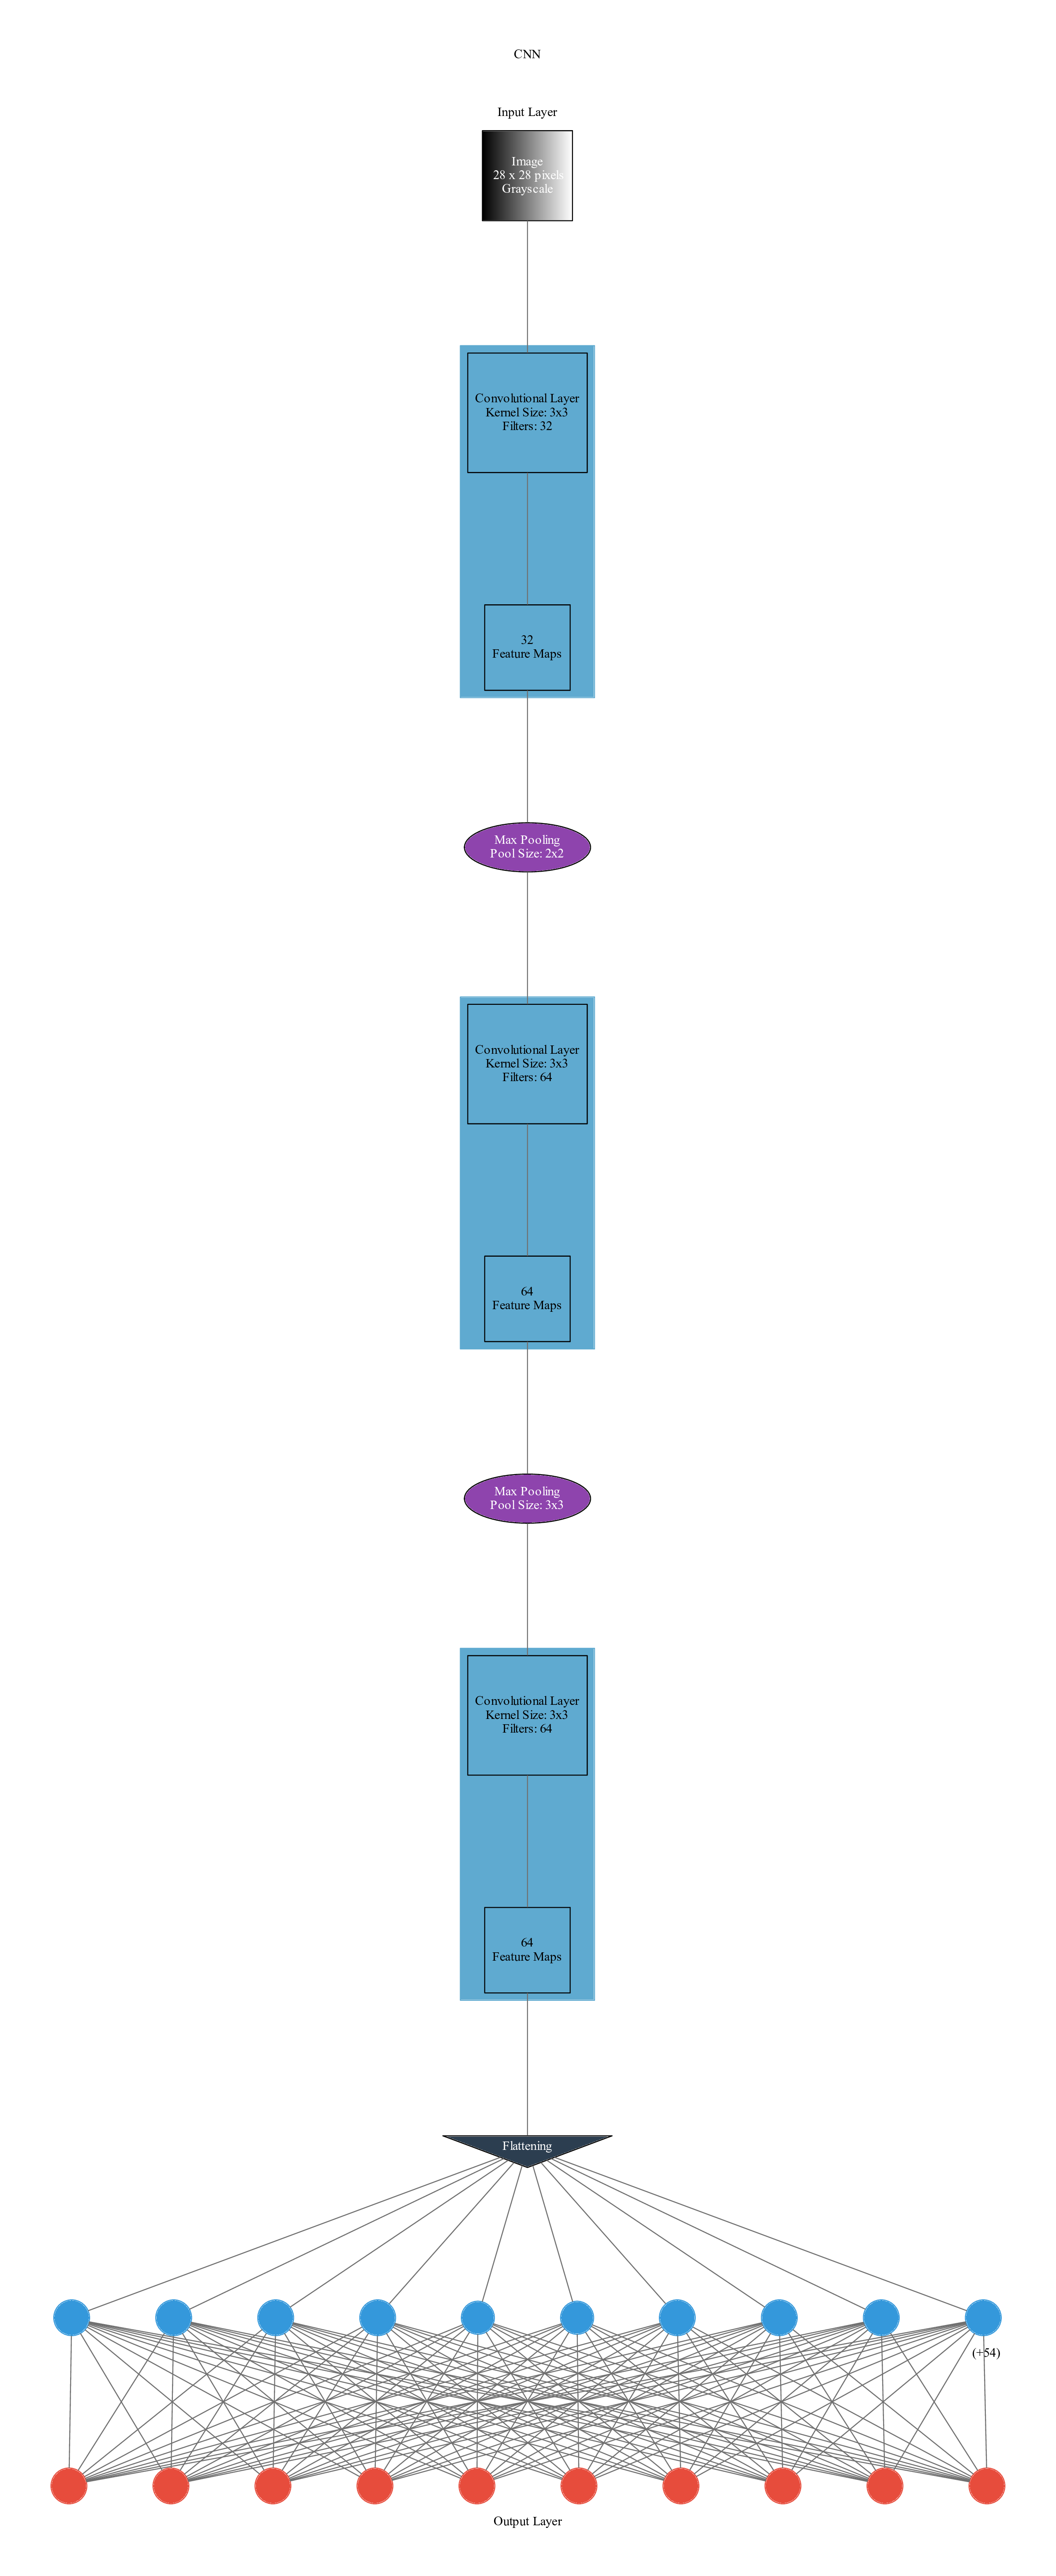 CNN
Input Layer
Image
28 x 28 pixels
Grayscale
Convolutional Layer
Kernel Size: 3x3
Filters: 32
32
Feature Maps
Max Pooling
Pool Size: 2x2
Convolutional Layer
Kernel Size: 3x3
Filters: 64
64
Feature Maps
Max Pooling
Pool Size: 3x3
Convolutional Layer
Kernel Size: 3x3
Filters: 64
64
Feature Maps
Flattening
(+54)
Output Layer